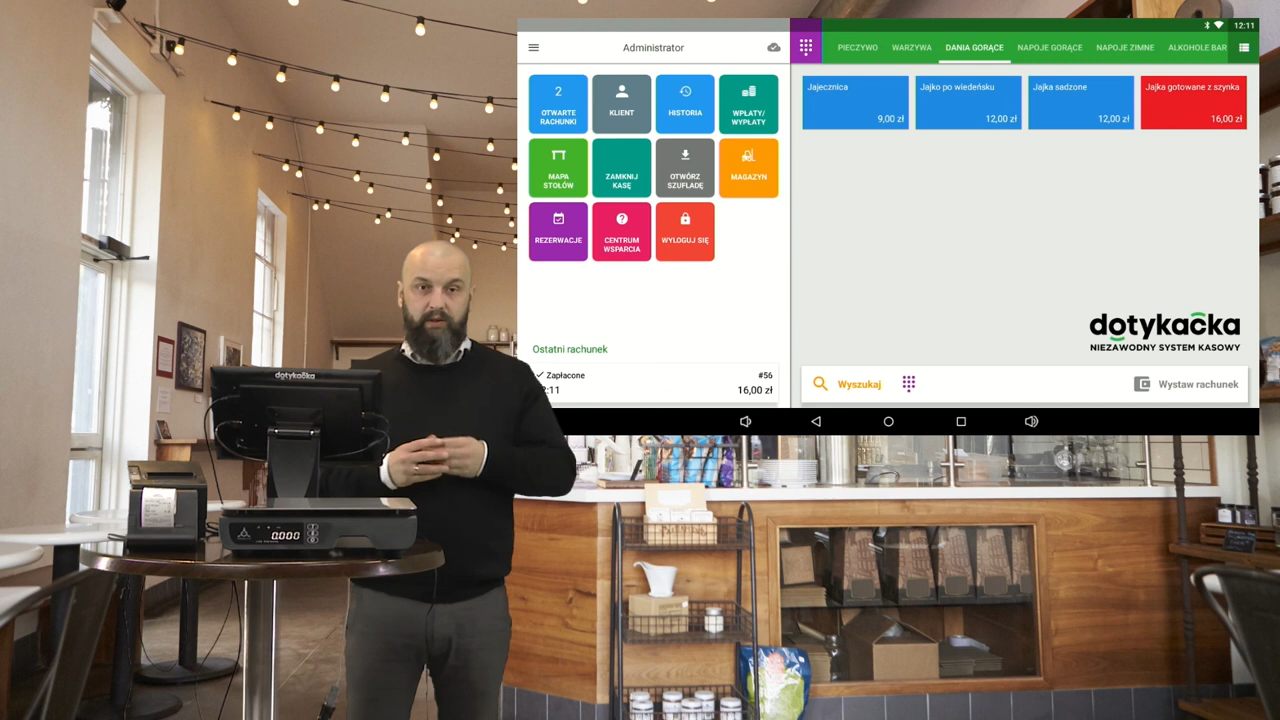 12:11
Administrator
PIECZYWO
WARZYWA
DANIA GORĄCE
NAPOJE GORĄCE
NAPOJE ZIMNE
ALKOHOLE BAR
2
OTWARTE
RACHUNKI
KLIENT
HISTORIA
WPŁATY/
WYPŁATY
MAPA
STOŁÓW
ZAMKNIJ
KASĘ
OTWÓRZ
SZUFLADĘ
MAGAZYN
REZERWACJE
CENTRUM
WSPARCIA
WYLOGUJ SIĘ
Jajecznica
9,00 zł
Jajko po wiedeńsku
12,00 zł
Jajka sadzone
12,00 zł
Jajka gotowane z szynka
16,00 zł
dotykačka
NIEZAWODNY SYSTEM KASOWY
Ostatni rachunek
Zapłacone
#56
:11
16,00 zł
Wyszukaj
Wystaw rachunek
dotykačka
0.000